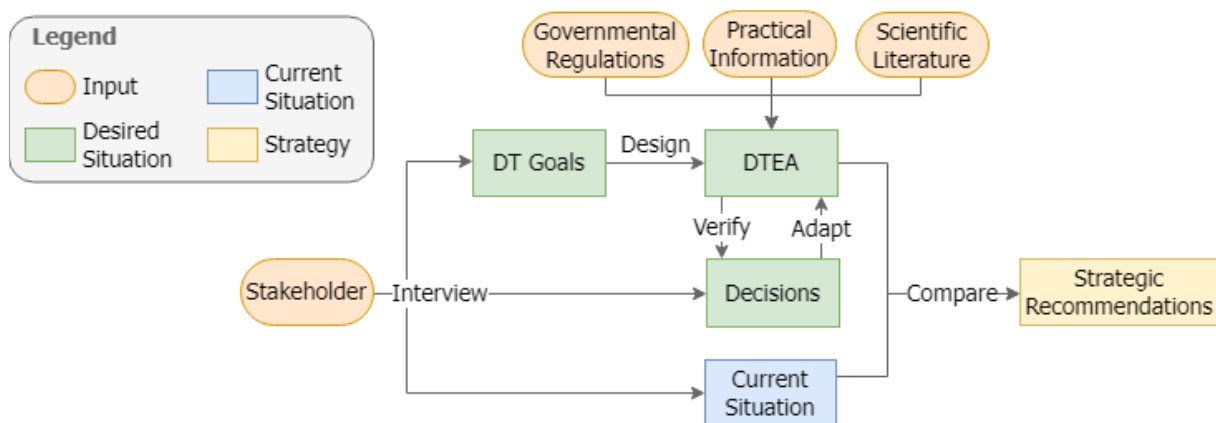 Legend
Input
Current
Situation
Desired
Situation
Strategy
Governmental
Regulations
Practical
Information
Scientific
Literature
DT Goals
Design
DTEA
Verify
Adapt
Stakeholder
Interview
Decisions
Compare
Strategic
Recommendations
Current
Situation